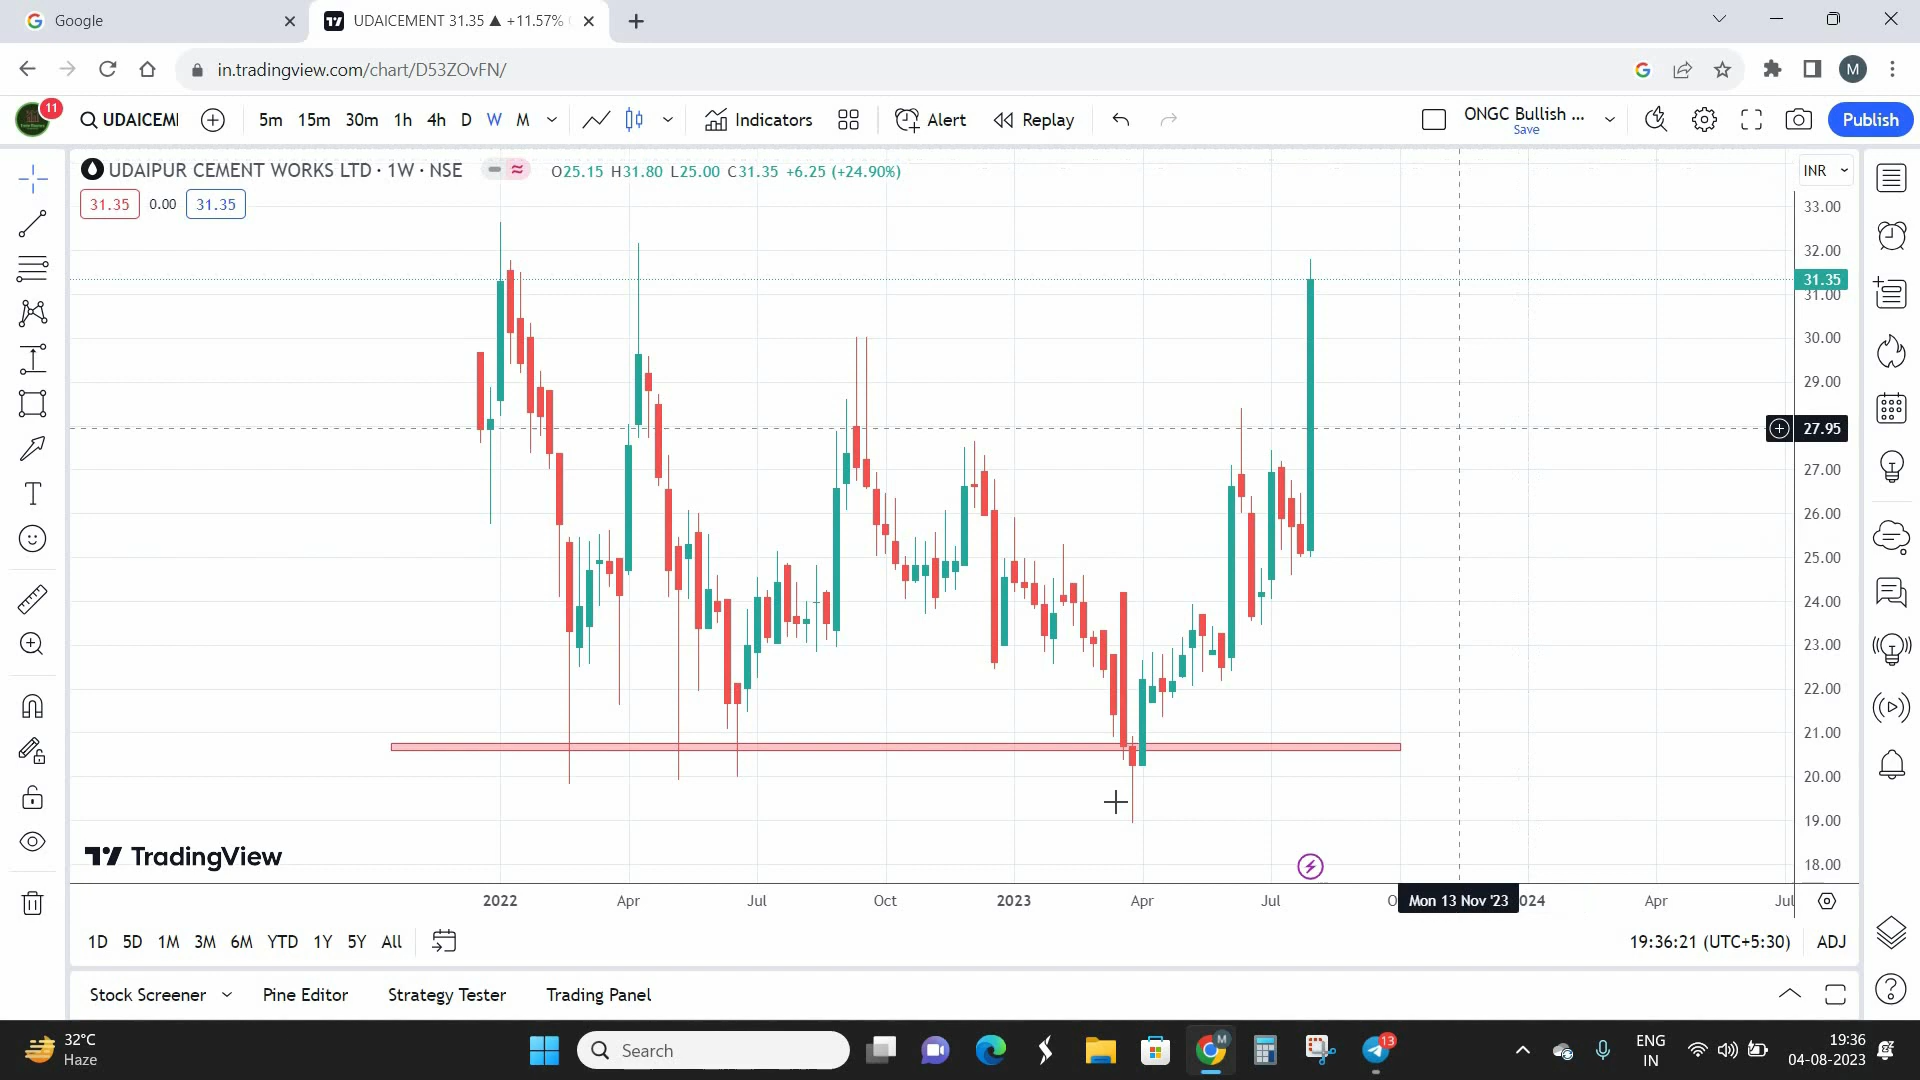 Google
UDAICEMENT 31.35 ▲ +11.57%
in.tradingview.com/chart/D53ZOvFN/
M
11
UDAICEM
5m 15m 30m 1h 4h D W M
Indicators
Alert
Replay
ONGC Bullish ...
Save
Publish
UDAIPUR CEMENT WORKS LTD · 1W · NSE
O25.15 H31.80 L25.00 C31.35 +6.25 (+24.90%)
INR
31.35 0.00 31.35
33.00
32.00
31.35
31.00
30.00
29.00
27.95
27.00
26.00
25.00
24.00
23.00
22.00
21.00
20.00
19.00
18.00
TradingView
2022 Apr Jul Oct 2023 Apr Jul O Mon 13 Nov '23 024 Apr Jul
1D 5D 1M 3M 6M YTD 1Y 5Y All
19:36:21 (UTC+5:30) ADJ
Stock Screener Pine Editor Strategy Tester Trading Panel
32°C
Haze
Search
M
13
ENG
IN
19:36
04-08-2023